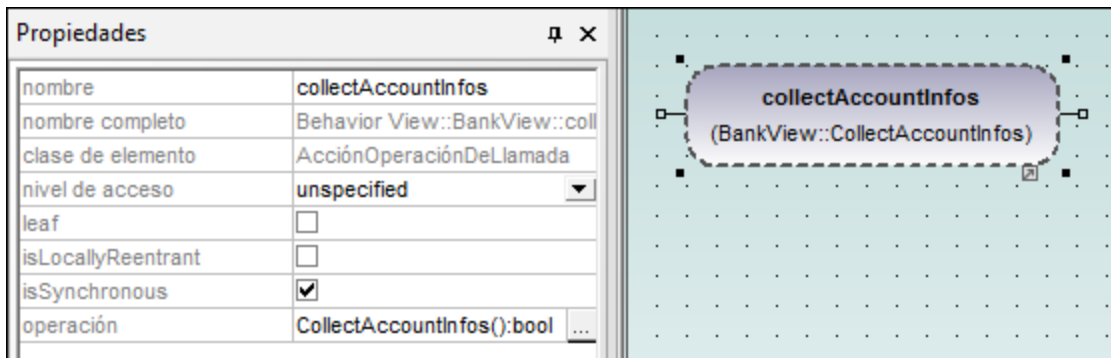 Propiedades
nombre collectAccountInfos
nombre completo Behavior View::BankView::coll
clase de elemento AcciónOperaciónDeLlamada
nivel de acceso unspecified
leaf
isLocallyReentrant
isSynchronous
operación CollectAccountInfos():bool ...
collectAccountInfos
(BankView::CollectAccountInfos)